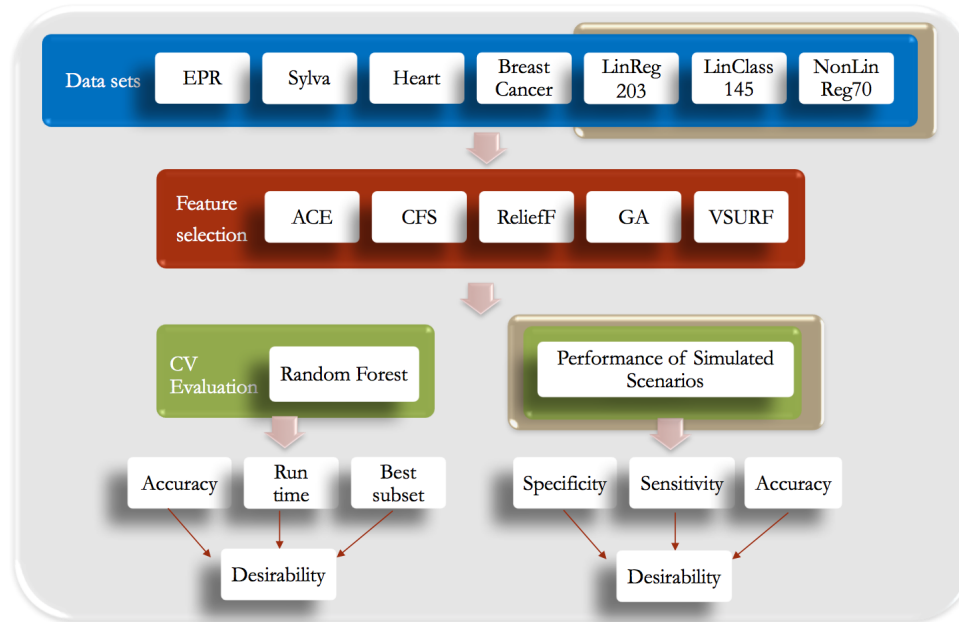 Data sets
EPR
Sylva
Heart
Breast
Cancer
LinReg
203
LinClass
145
NonLin
Reg70
Feature
selection
ACE
CFS
ReliefF
GA
VSURF
CV
Evaluation
Random Forest
Performance of Simulated
Scenarios
Accuracy
Run
time
Best
subset
Specificity
Sensitivity
Accuracy
Desirability
Desirability